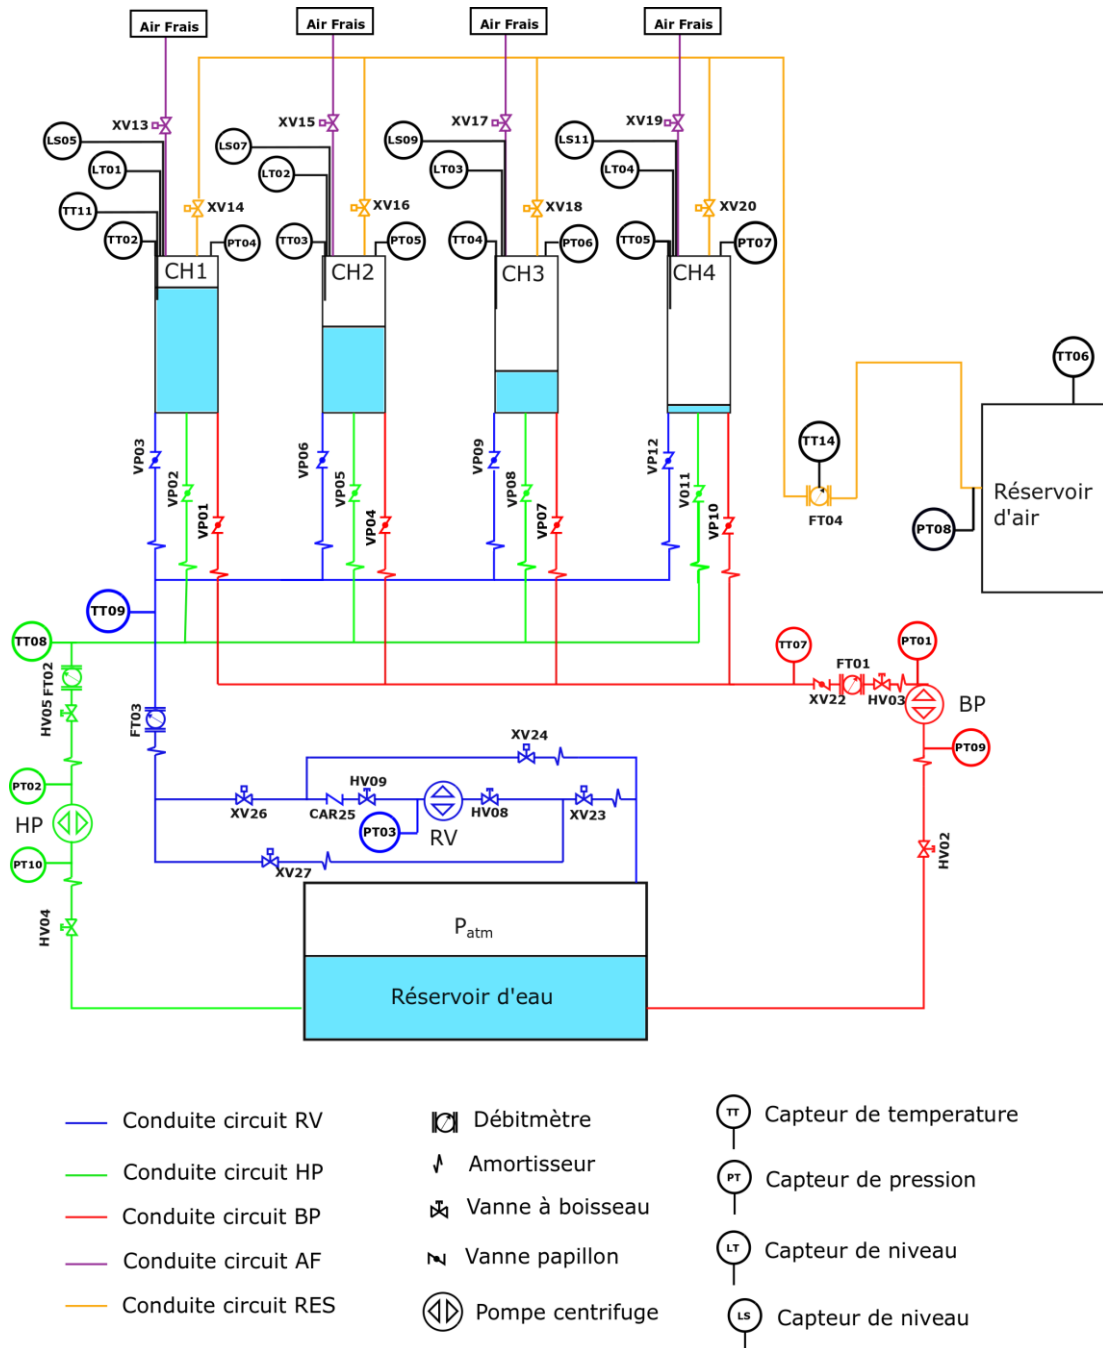 Air Frais
Air Frais
Air Frais
Air Frais
XV13
XV15
XV17
XV19
LS05
LS07
LS09
LS11
LT01
LT02
LT03
LT04
TT11
XV14
XV16
XV18
XV20
TT02
PT04
TT03
PT05
TT04
PT06
TT05
PT07
CH1
CH2
CH3
CH4
TT06
VP03
VP02
VP01
VP06
VP05
VP04
VP09
VP08
VP07
VP12
V011
VP10
TT14
FT04
PT08
Réservoir
d'air
TT09
TT08
FT02
HV05
FT03
TT07
FT01
PT01
XV22
HV03
BP
PT09
XV24
HV09
XV26
CAR25
PT03
RV
HV08
XV23
XV27
PT02
HP
PT10
HV04
HV02
Patm
Réservoir d'eau
Conduite circuit RV
Conduite circuit HP
Conduite circuit BP
Conduite circuit AF
Conduite circuit RES
Débitmètre
Amortisseur
Vanne à boisseau
Vanne papillon
Pompe centrifuge
TT
Capteur de temperature
PT
Capteur de pression
LT
Capteur de niveau
LS
Capteur de niveau